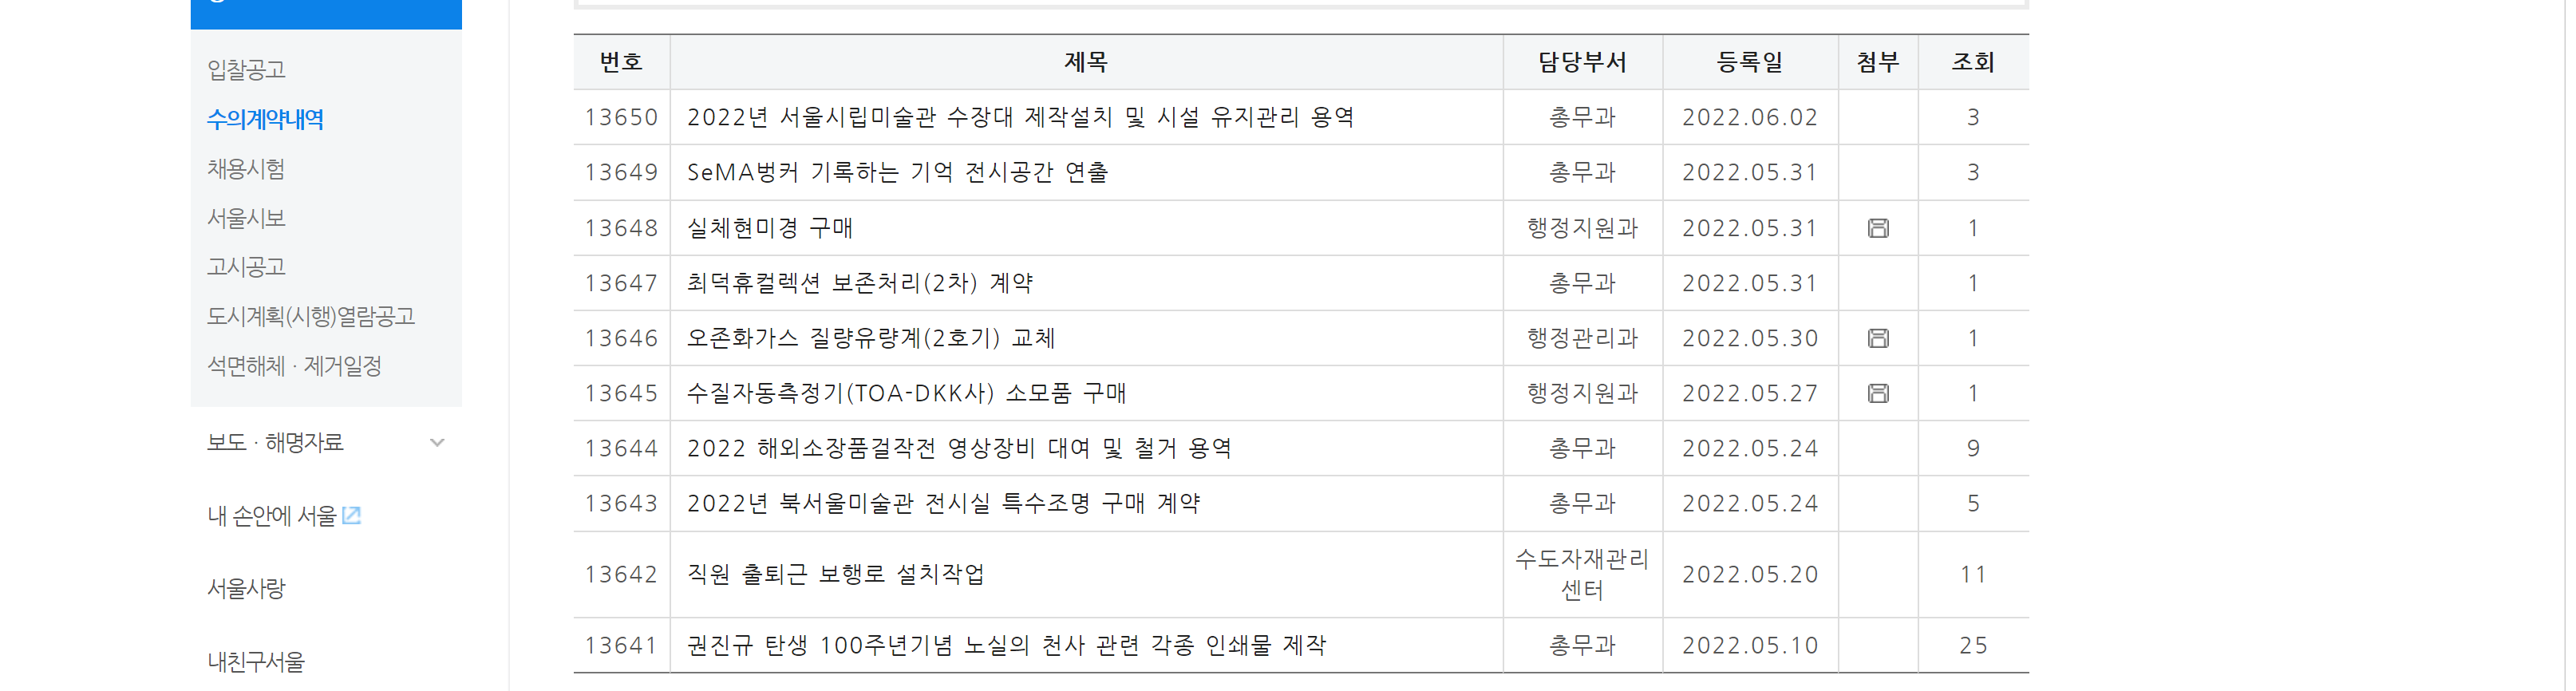 입찰공고
수의계약내역
채용시험
서울시보
고시공고
도시계획(시행)열람공고
석면해체 · 제거일정
보도 · 해명자료
내 손안에 서울
서울사랑
내친구서울
번호 제목 담당부서 등록일 첨부 조회
13650 2022년 서울시립미술관 수장대 제작설치 및 시설 유지관리 용역 총무과 2022.06.02 3
13649 SeMA벙커 기록하는 기억 전시공간 연출 총무과 2022.05.31 3
13648 실체현미경 구매 행정지원과 2022.05.31 1
13647 최덕휴컬렉션 보존처리(2차) 계약 총무과 2022.05.31 1
13646 오존화가스 질량유량계(2호기) 교체 행정관리과 2022.05.30 1
13645 수질자동측정기(TOA-DKK사) 소모품 구매 행정지원과 2022.05.27 1
13644 2022 해외소장품걸작전 영상장비 대여 및 철거 용역 총무과 2022.05.24 9
13643 2022년 북서울미술관 전시실 특수조명 구매 계약 총무과 2022.05.24 5
13642 직원 출퇴근 보행로 설치작업 수도자재관리센터 2022.05.20 11
13641 권진규 탄생 100주년기념 노실의 천사 관련 각종 인쇄물 제작 총무과 2022.05.10 25